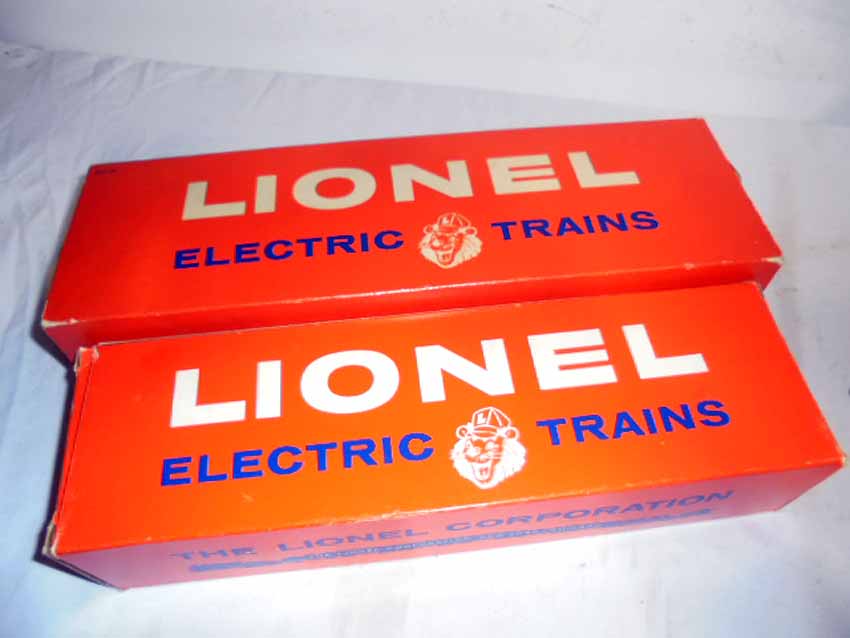 LIONEL
ELECTRIC TRAINS
LIONEL
ELECTRIC TRAINS
L
THE LIONEL CORPORATION